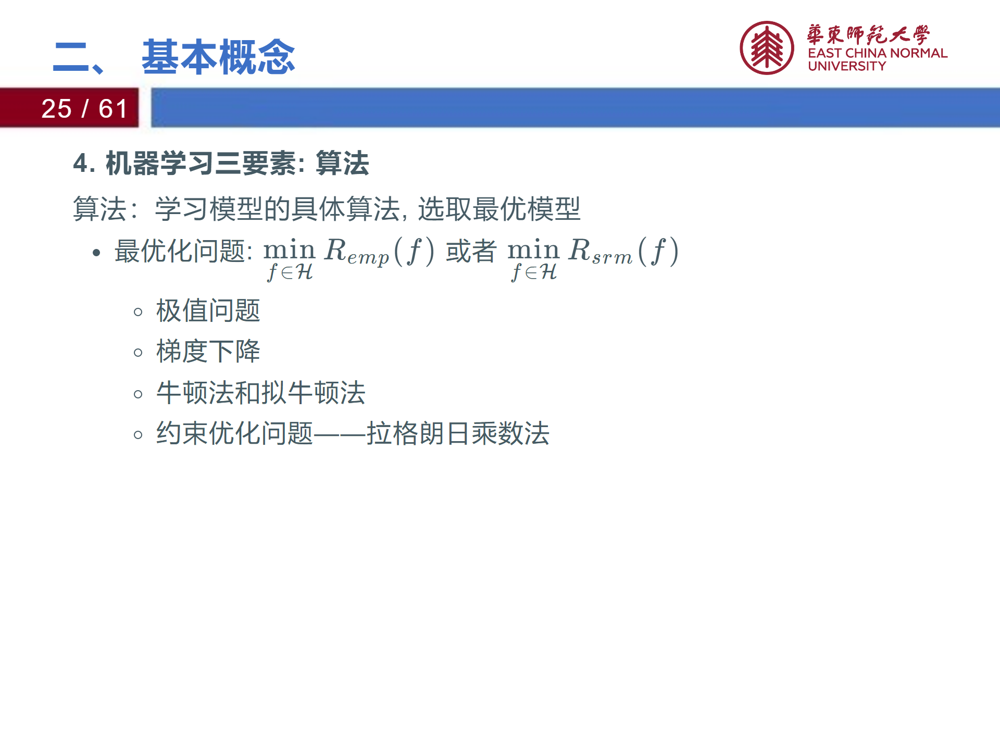 二、 基本概念
華東師範大學
EAST CHINA NORMAL
UNIVERSITY
25 / 61
4. 机器学习三要素: 算法
算法：学习模型的具体算法, 选取最优模型
• 最优化问题: min_{f∈ℋ} R_{emp}(f) 或者 min_{f∈ℋ} R_{srm}(f)
○ 极值问题
○ 梯度下降
○ 牛顿法和拟牛顿法
○ 约束优化问题——拉格朗日乘数法